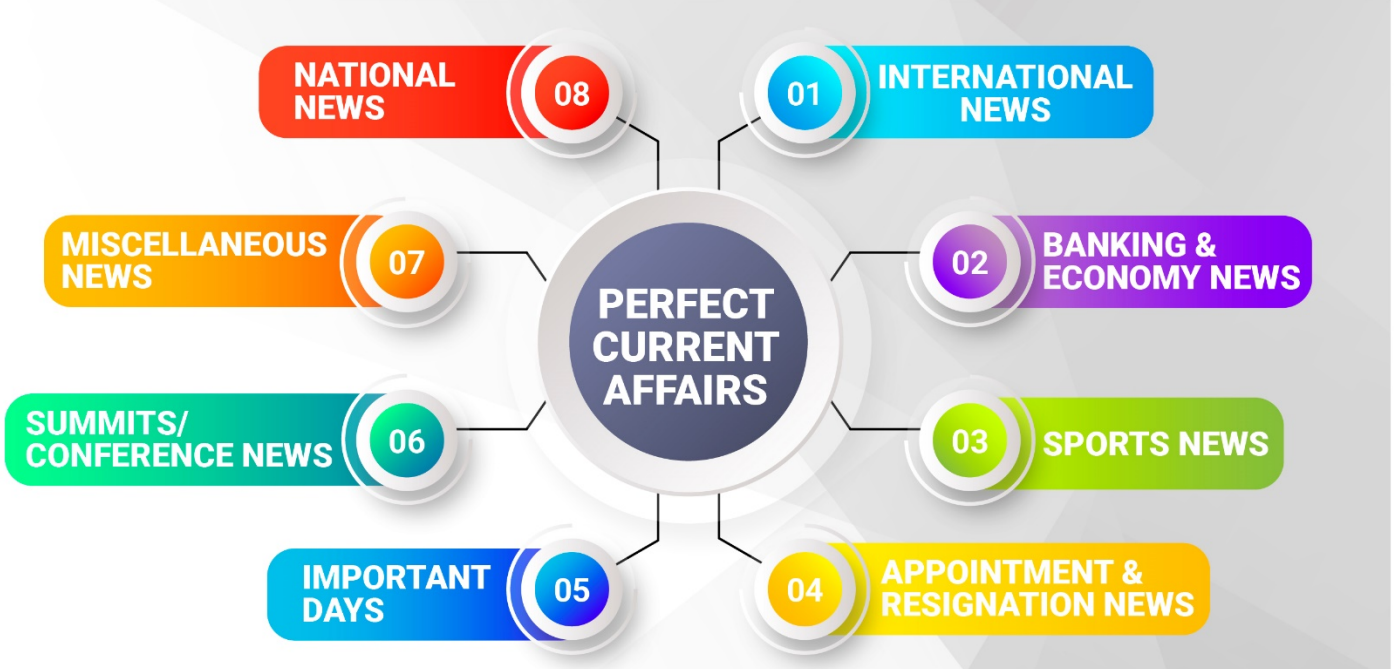 NATIONAL
NEWS
08
01
INTERNATIONAL
NEWS
MISCELLANEOUS
NEWS
07
02
BANKING &
ECONOMY NEWS
PERFECT
CURRENT
AFFAIRS
SUMMITS/
CONFERENCE NEWS
06
03
SPORTS NEWS
IMPORTANT
DAYS
05
04
APPOINTMENT &
RESIGNATION NEWS